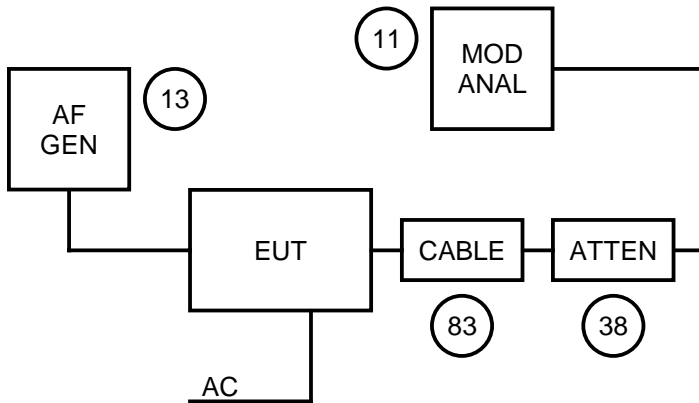 11
MOD
ANAL
13
AF
GEN
EUT
CABLE
ATTEN
83
38
AC